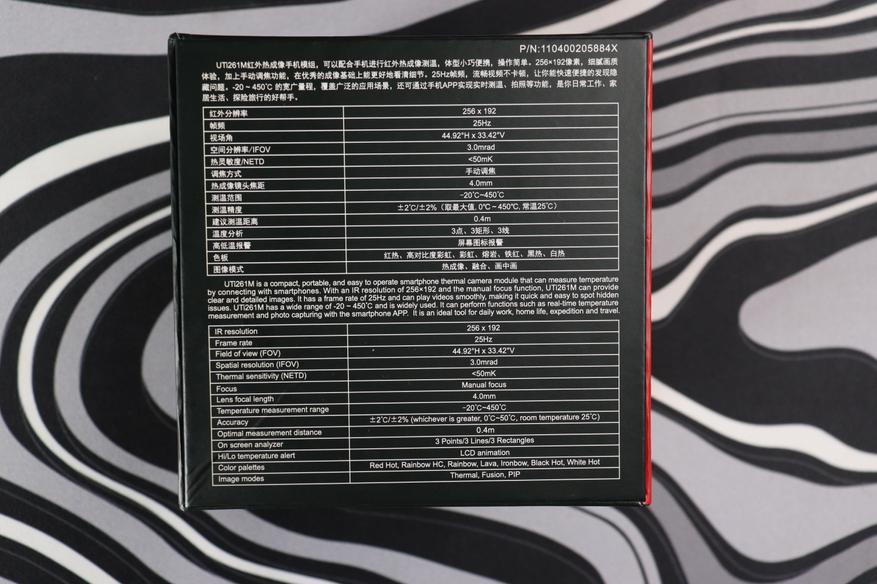 P/N:110400205884X
UTi261M红外热成像手机模组，可以配合手机进行红外热成像测温，体型小巧便携，操作简单。256×192像素，细腻画质
体验，加上手动调焦功能，在优秀的成像基础上能更好地看清细节。25Hz帧频，流畅视频不卡顿，让你能快速便捷的发现隐
藏问题。-20～450℃ 的宽广量程，覆盖广泛的应用场景，还可通过手机APP实现实时测温、拍照等功能，是你日常工作、家
居生活、探险旅行的好帮手。
红外分辨率 256 x 192
帧频 25Hz
视场角 44.92°H x 33.42°V
空间分辨率/IFOV 3.0mrad
热灵敏度/NETD <50mK
调焦方式 手动调焦
热成像镜头焦距 4.0mm
测温范围 -20℃~450℃
测温精度 ±2℃/±2%（取最大值, 0℃~450℃, 常温25℃）
建议测温距离 0.4m
温度分析 3点、3矩形、3线
高低温报警 屏幕图标报警
色板 红热、高对比度彩虹、彩虹、熔岩、铁红、黑热、白热
图像模式 热成像、融合、画中画
UTi261M is a compact, portable, and easy to operate smartphone thermal camera module that can measure temperature
by connecting with smartphones. With an IR resolution of 256×192 and the manual focus function, UTi261M can provide
clear and detailed images. It has a frame rate of 25Hz and can play videos smoothly, making it quick and easy to spot hidden
issues. UTi261M has a wide range of -20 ~ 450℃ and is widely used. It can perform functions such as real-time temperature
measurement and photo capturing with the smartphone APP. It is an ideal tool for daily work, home life, expedition and travel.
IR resolution 256 x 192
Frame rate 25Hz
Field of view (FOV) 44.92°H x 33.42°V
Spatial resolution (IFOV) 3.0mrad
Thermal sensitivity (NETD) <50mK
Focus Manual focus
Lens focal length 4.0mm
Temperature measurement range -20℃~450℃
Accuracy ±2℃/±2% (whichever is greater, 0℃~50℃, room temperature 25℃)
Optimal measurement distance 0.4m
On screen analyzer 3 Points/3 Lines/3 Rectangles
Hi/Lo temperature alert LCD animation
Color palettes Red Hot, Rainbow HC, Rainbow, Lava, Ironbow, Black Hot, White Hot
Image modes Thermal, Fusion, PIP